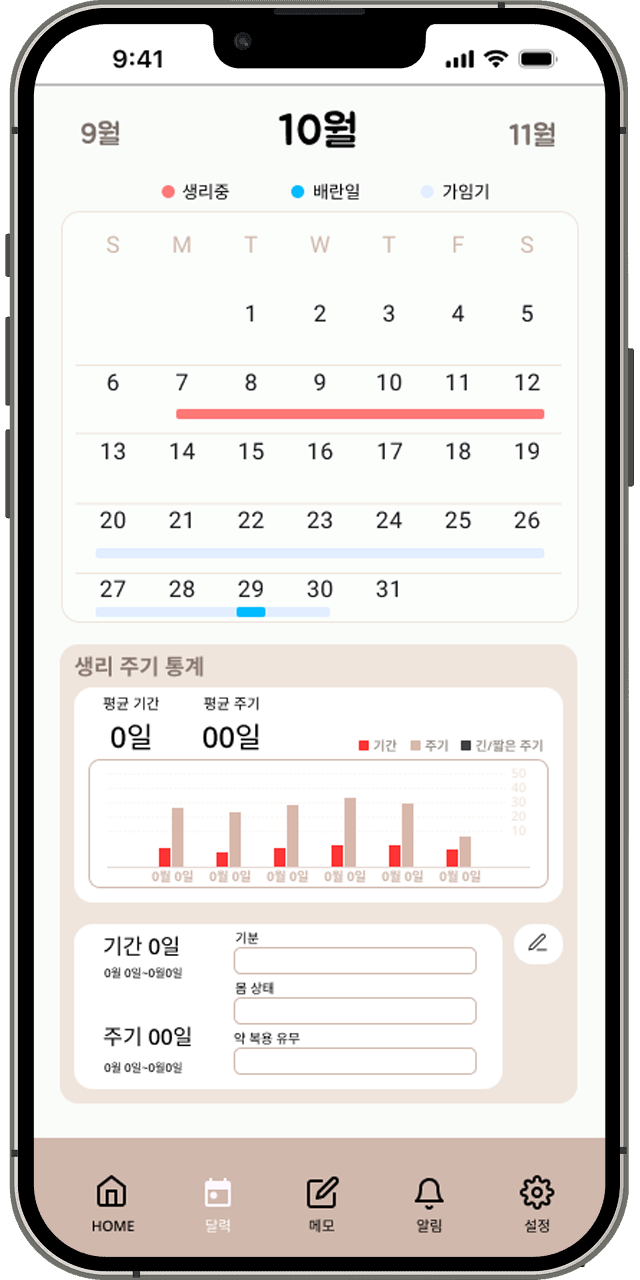 9:41
9월 10월 11월
생리중 배란일 가임기
S M T W T F S
1 2 3 4 5
6 7 8 9 10 11 12
13 14 15 16 17 18 19
20 21 22 23 24 25 26
27 28 29 30 31
생리 주기 통계
평균 기간 평균 주기
0일 00일
기간 주기 긴/짧은 주기
50
40
30
20
10
0월 0일 0월 0일 0월 0일 0월 0일 0월 0일 0월 0일
기간 0일
0월 0일~0월0일
기분
몸 상태
주기 00일
0월 0일~0월0일
약 복용 유무
HOME 달력 메모 알림 설정